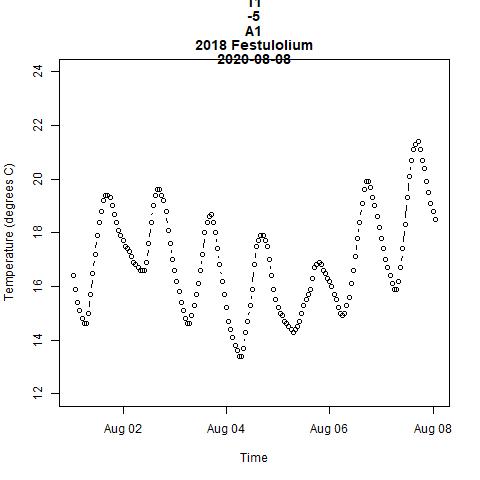 T1
-5
A1
2018 Festulolium
2020-08-08
24
22
20
18
16
14
12
Temperature (degrees C)
Aug 02 Aug 04 Aug 06 Aug 08
Time